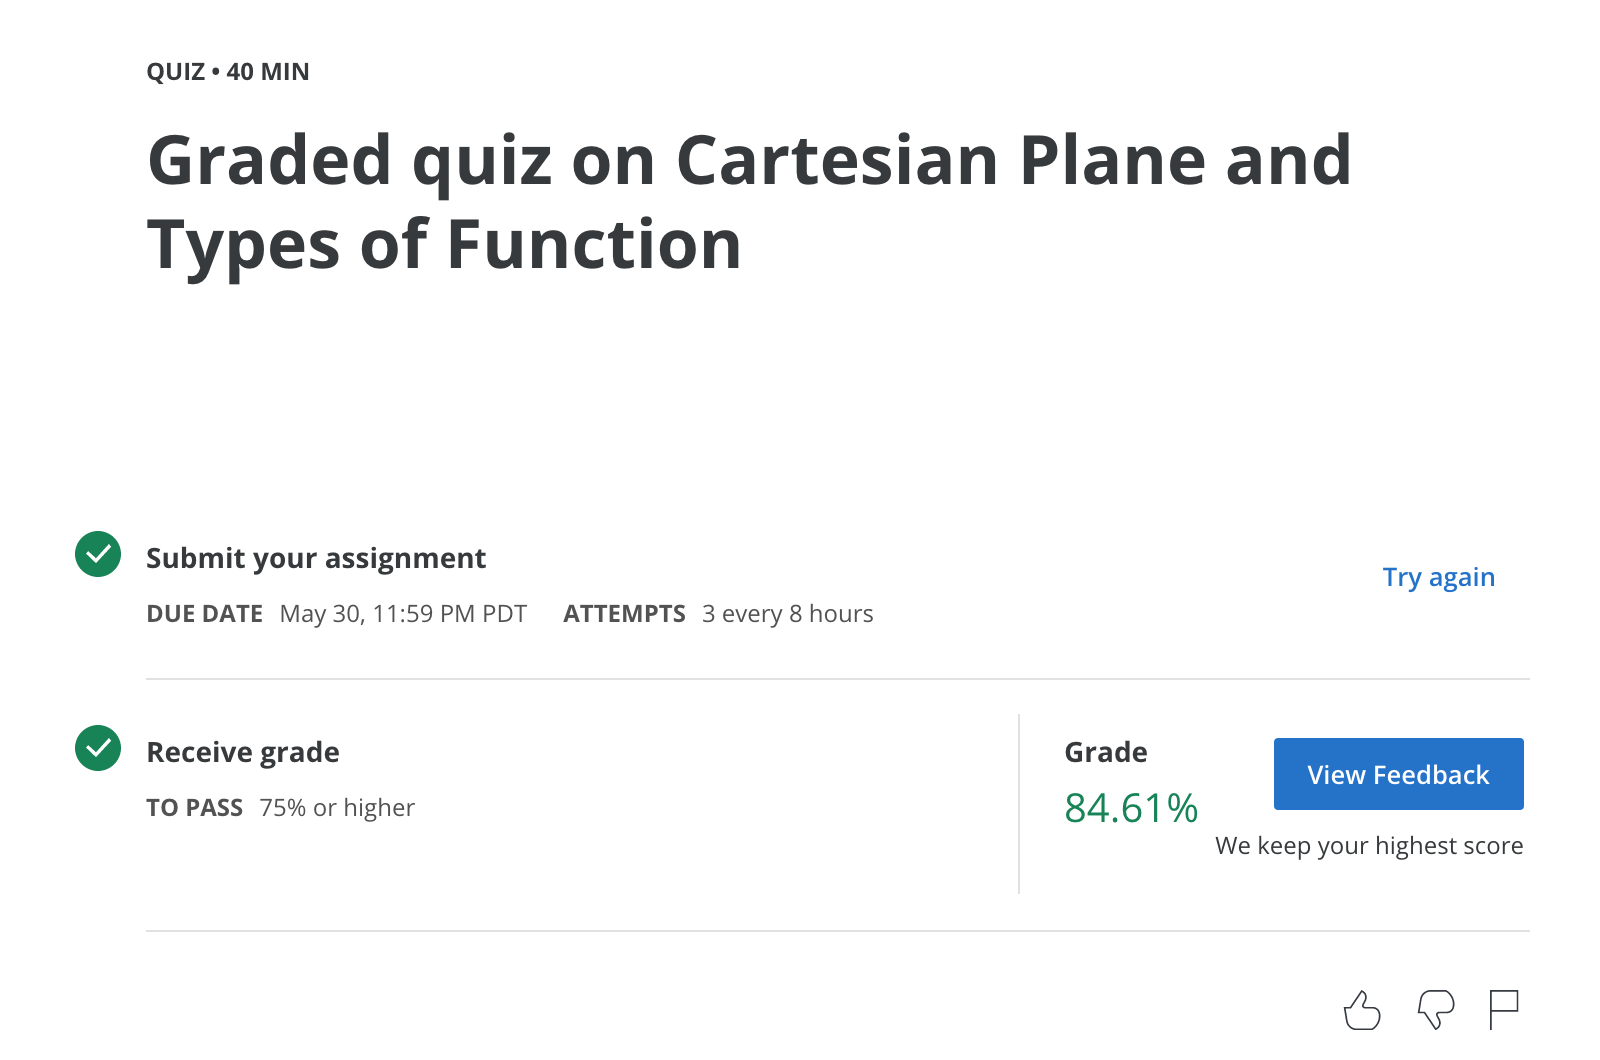 QUIZ • 40 MIN
Graded quiz on Cartesian Plane and
Types of Function
Submit your assignment
DUE DATE May 30, 11:59 PM PDT ATTEMPTS 3 every 8 hours
Try again
Receive grade
TO PASS 75% or higher
Grade
84.61%
View Feedback
We keep your highest score